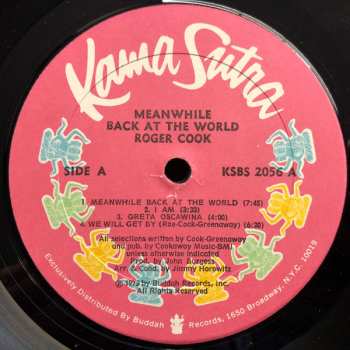 Kama Sutra
MEANWHILE
BACK AT THE WORLD
ROGER COOK
SIDE A
KSBS 2056 A
1. MEANWHILE BACK AT THE WORLD (7:45)
2. I AM (3:33)
3. GRETA OSCAWINA (4:00)
4. WE WILL GET BY (Rae-Cook-Greenaway) (6:30)
All selections written by Cook-Greenaway
and pub. by Cookaway Music-BMI
unless otherwise indicated
Prod. by John Burgess
Arr & Cond. by Jimmy Horowitz
© 1973 by Buddah Records, Inc.
All Rights Reserved
Exclusively Distributed By Buddah Records, 1650 Broadway, N.Y.C. 10019